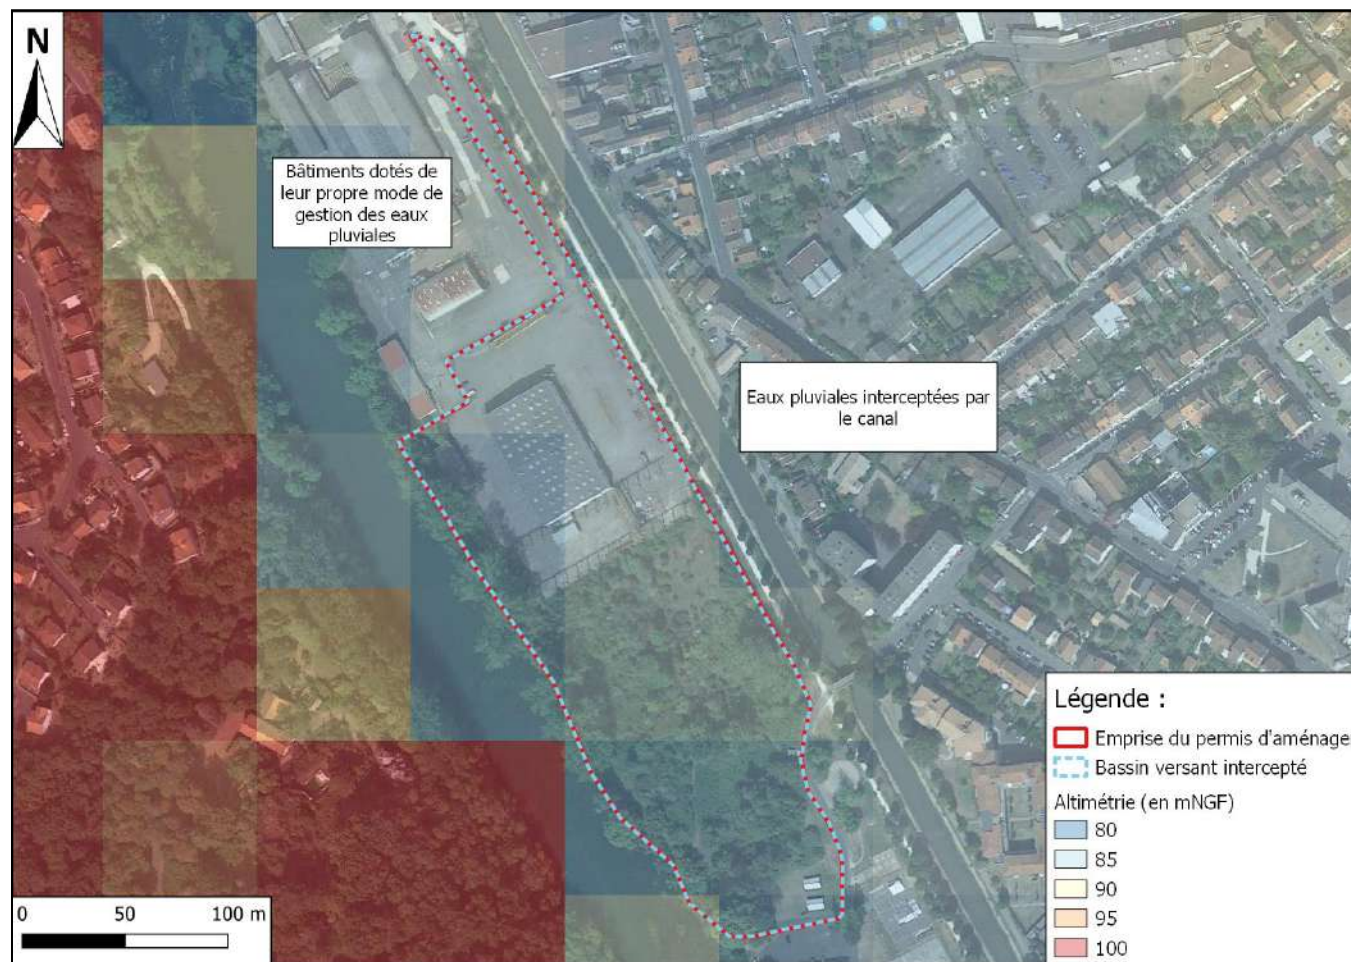 N
Bâtiments dotés de
leur propre mode de
gestion des eaux
pluviales
Eaux pluviales interceptées par
le canal
Légende :
Emprise du permis d'aménager
Bassin versant intercepté
Altimétrie (en mNGF)
80
85
90
95
100
0 50 100 m